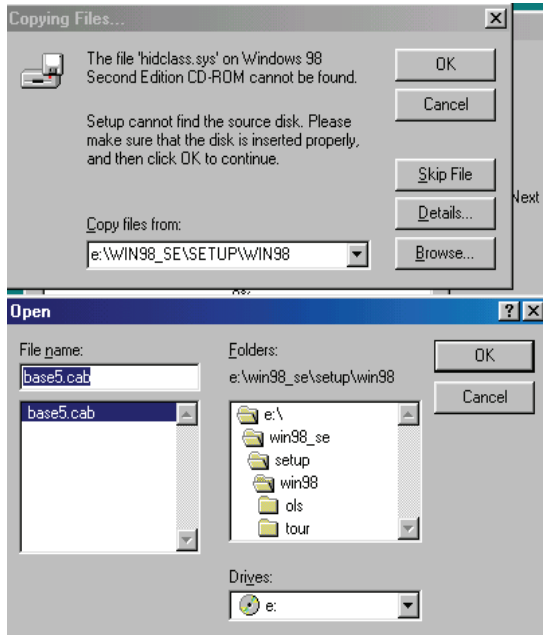 Copying Files...
The file 'hidclass.sys' on Windows 98
Second Edition CD-ROM cannot be found.
Setup cannot find the source disk. Please
make sure that the disk is inserted properly,
and then click OK to continue.
Copy files from:
e:\WIN98_SE\SETUP\WIN98
OK
Cancel
Skip File
Details...
Browse...
Next
Open
File name:
base5.cab
base5.cab
Folders:
e:\win98_se\setup\win98
e:\
win98_se
setup
win98
ols
tour
Drives:
e:
OK
Cancel